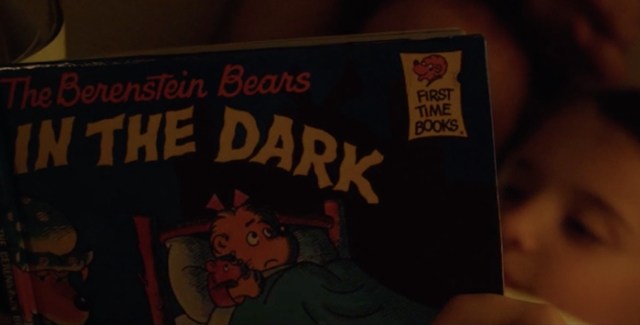 The Berenstein Bears
IN THE DARK
FIRST
TIME
BOOKS